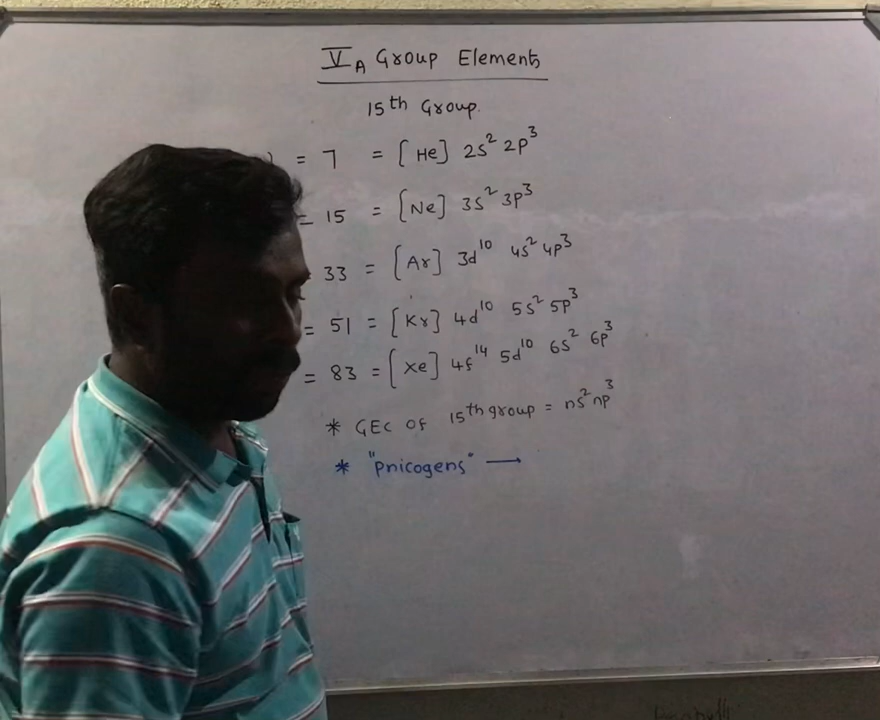 V A Group Elements
15th Group.
) = 7 = [He] 2s² 2p³
= 15 = [Ne] 3s² 3p³
33 = [Ar] 3d¹⁰ 4s² 4p³
= 51 = [Kr] 4d¹⁰ 5s² 5p³
= 83 = [Xe] 4f¹⁴ 5d¹⁰ 6s² 6p³
* GEC of 15th group = ns² np³
* "pnicogens" →